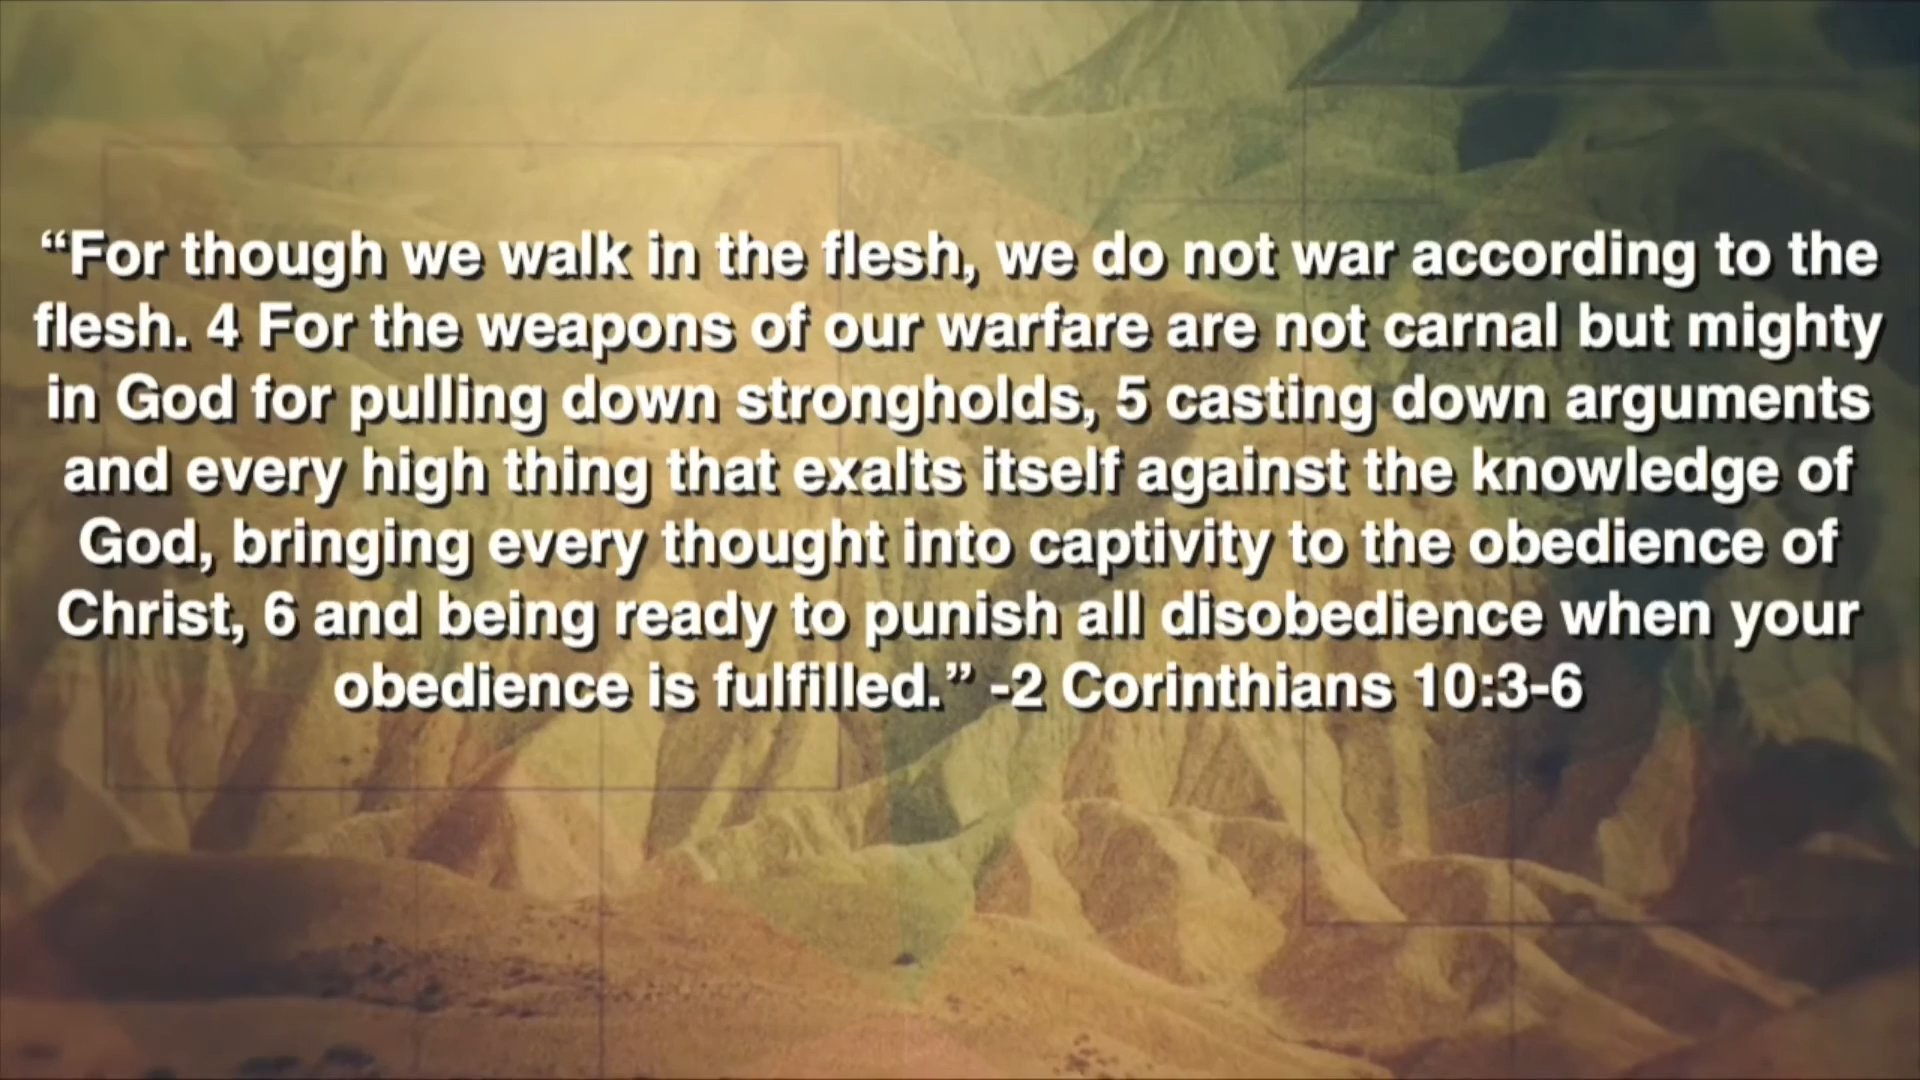 “For though we walk in the flesh, we do not war according to the
flesh. 4 For the weapons of our warfare are not carnal but mighty
in God for pulling down strongholds, 5 casting down arguments
and every high thing that exalts itself against the knowledge of
God, bringing every thought into captivity to the obedience of
Christ, 6 and being ready to punish all disobedience when your
obedience is fulfilled.” -2 Corinthians 10:3-6